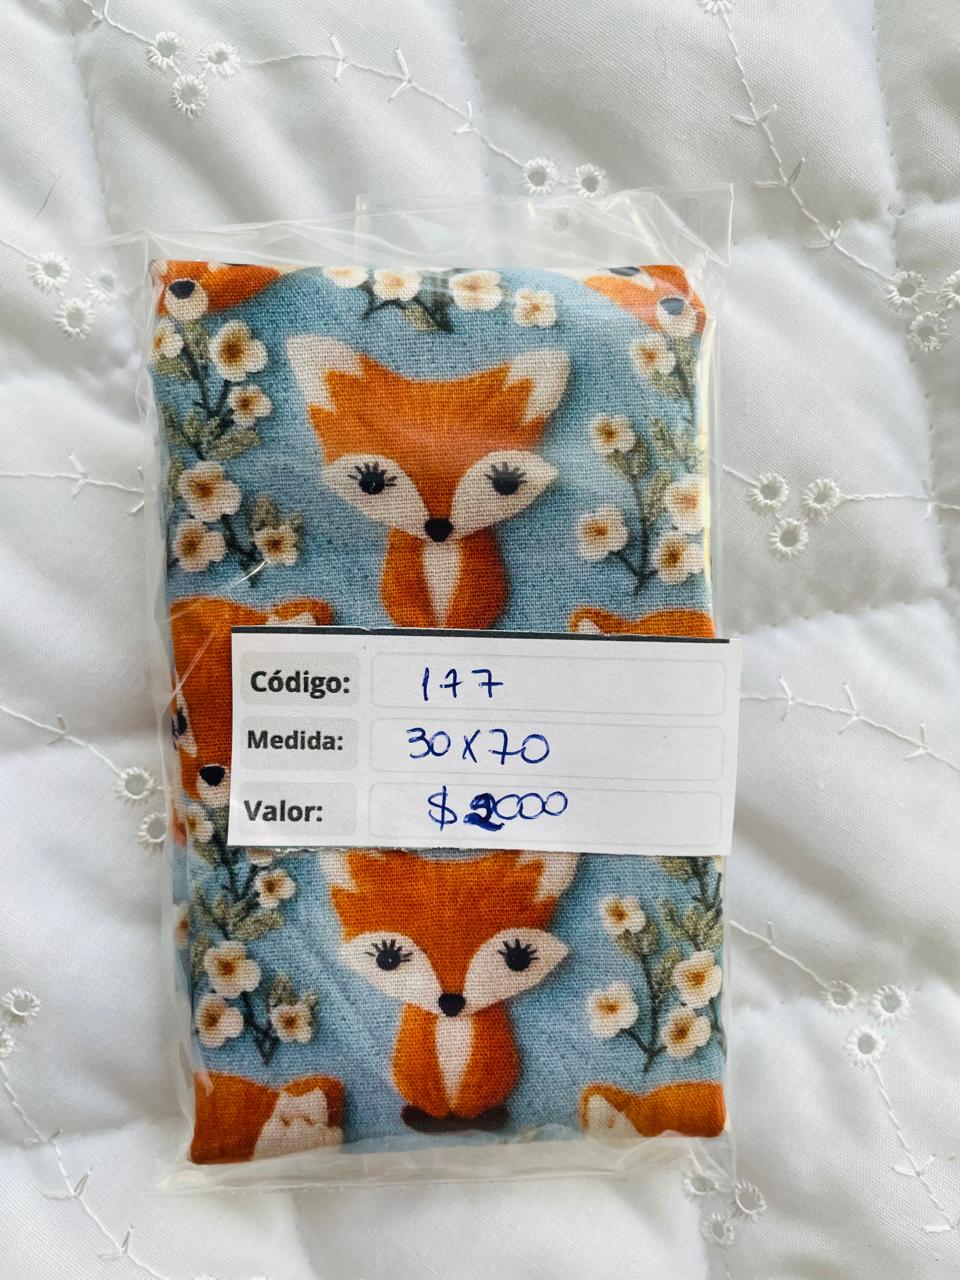 Código: 177
Medida: 30x70
Valor: $2000